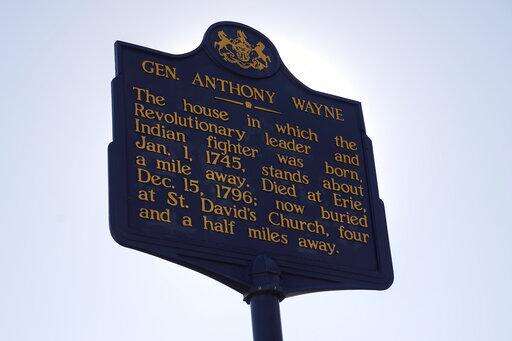 GEN. ANTHONY WAYNE
The house in which the
Revolutionary leader and
Indian fighter was born,
Jan. 1, 1745, stands about
a mile away. Died at Erie,
Dec. 15, 1796; now buried
at St. David's Church, four
and a half miles away.